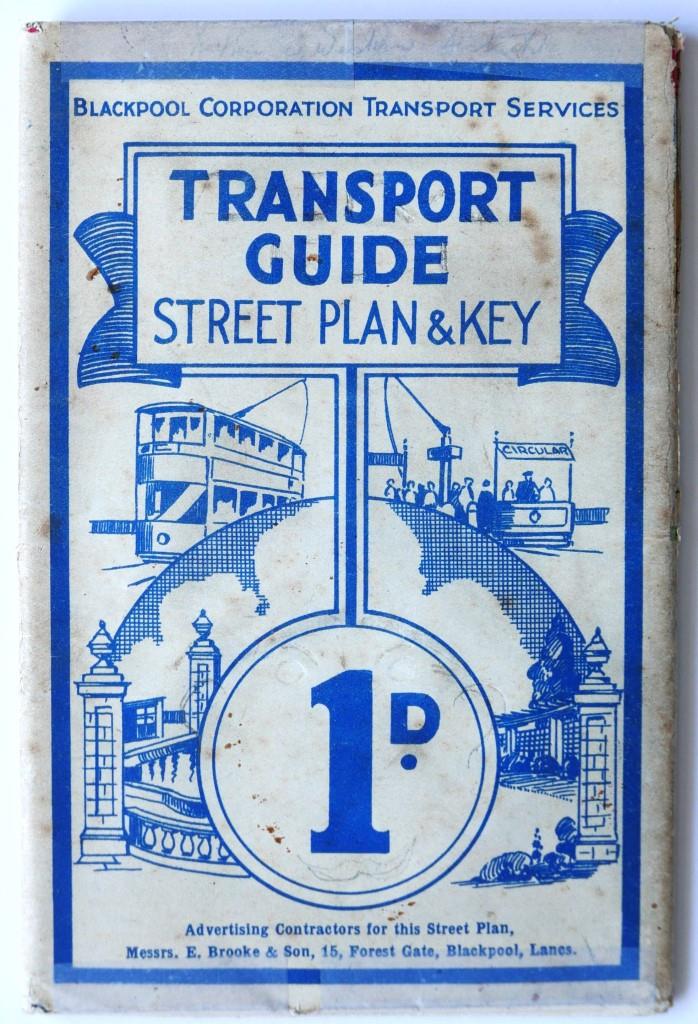 BLACKPOOL CORPORATION TRANSPORT SERVICES
TRANSPORT
GUIDE
STREET PLAN & KEY
CIRCULAR
1D.
Advertising Contractors for this Street Plan,
Messrs. E. Brooke & Son, 15, Forest Gate, Blackpool, Lancs.